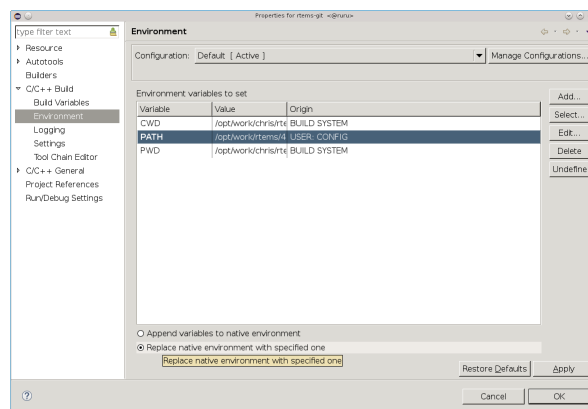 Properties for rtems-git <@ruru>
type filter text
Environment
Resource
Autotools
Builders
C/C++ Build
Build Variables
Environment
Logging
Settings
Tool Chain Editor
C/C++ General
Project References
Run/Debug Settings
Configuration: Default [ Active ]
Manage Configurations...
Environment variables to set
Variable Value Origin
CWD /opt/work/chris/rte BUILD SYSTEM
PATH /opt/work/rtems/4 USER: CONFIG
PWD /opt/work/chris/rte BUILD SYSTEM
Add...
Select...
Edit...
Delete
Undefine
Append variables to native environment
Replace native environment with specified one
Replace native environment with specified one
Restore Defaults Apply
? Cancel OK